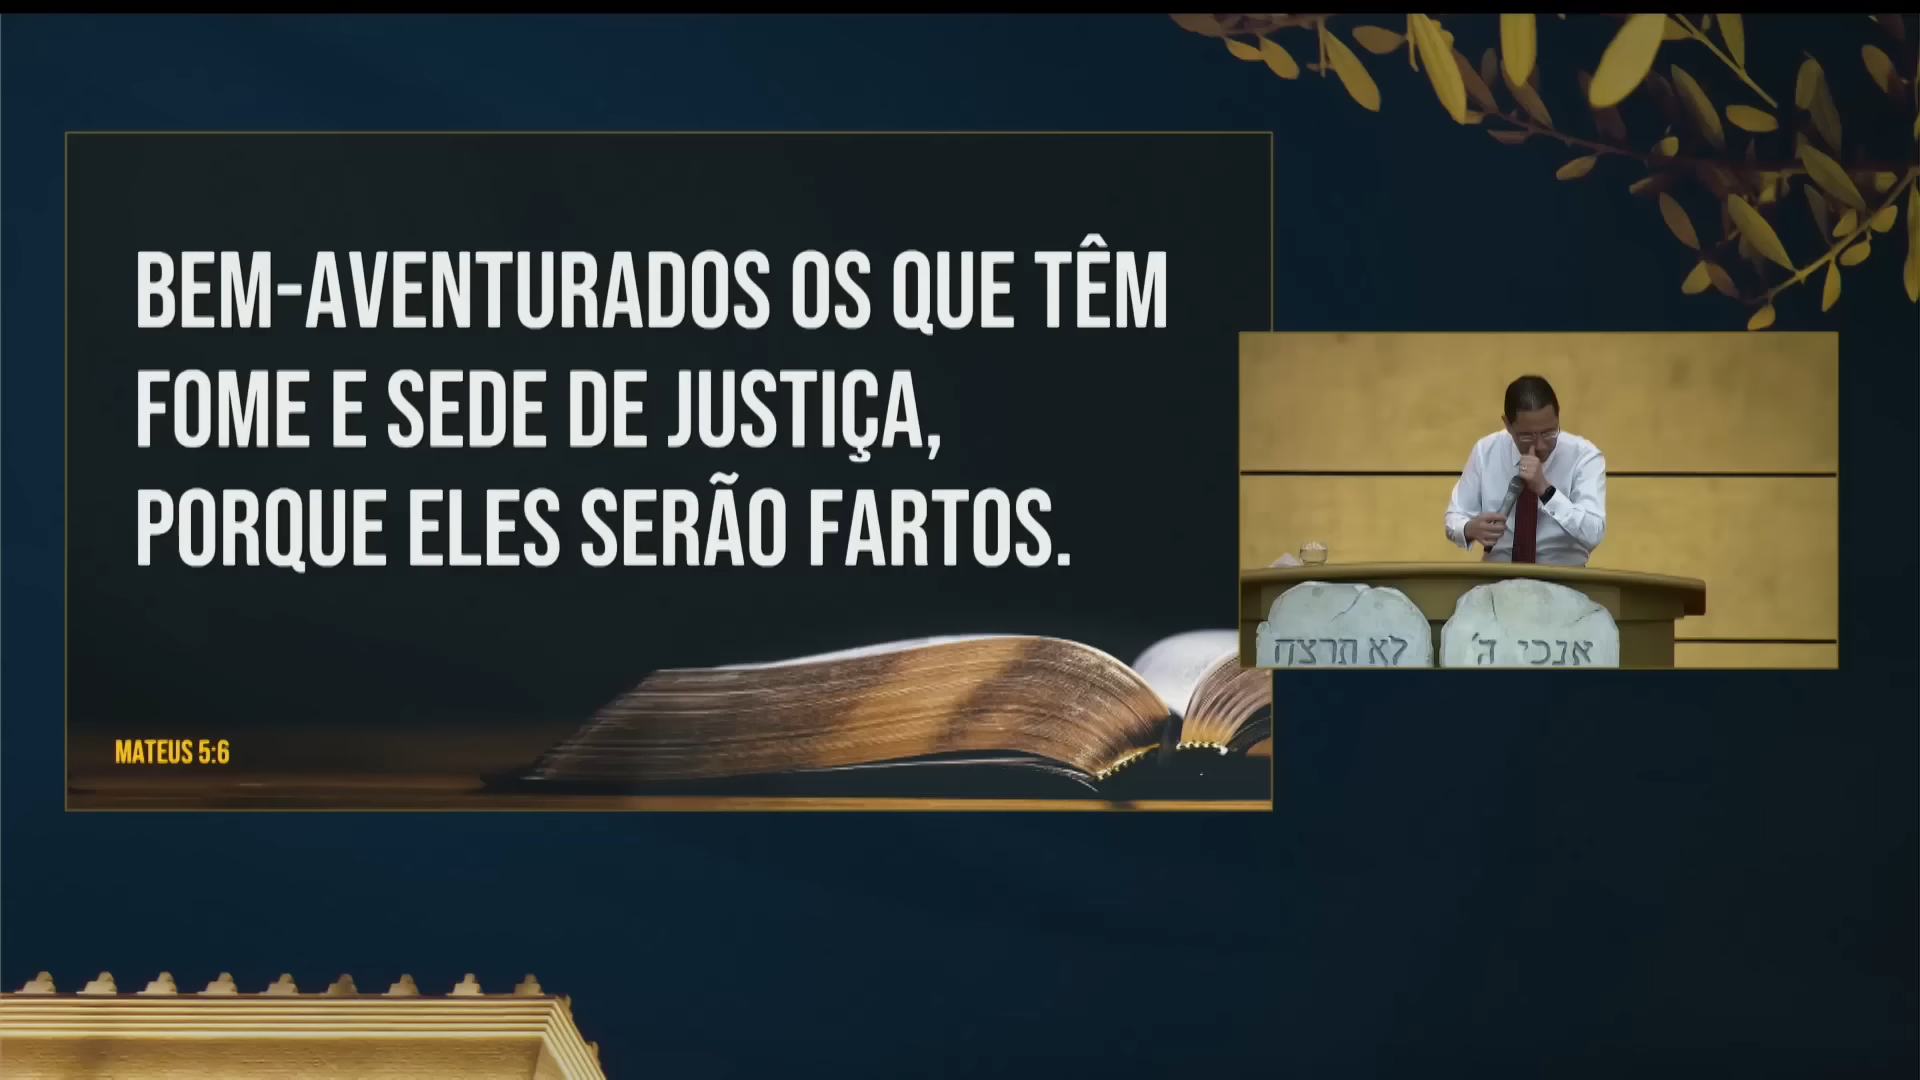 BEM-AVENTURADOS OS QUE TÊM
FOME E SEDE DE JUSTIÇA,
PORQUE ELES SERÃO FARTOS.
MATEUS 5:6
לא תרצח
אנכי ה'